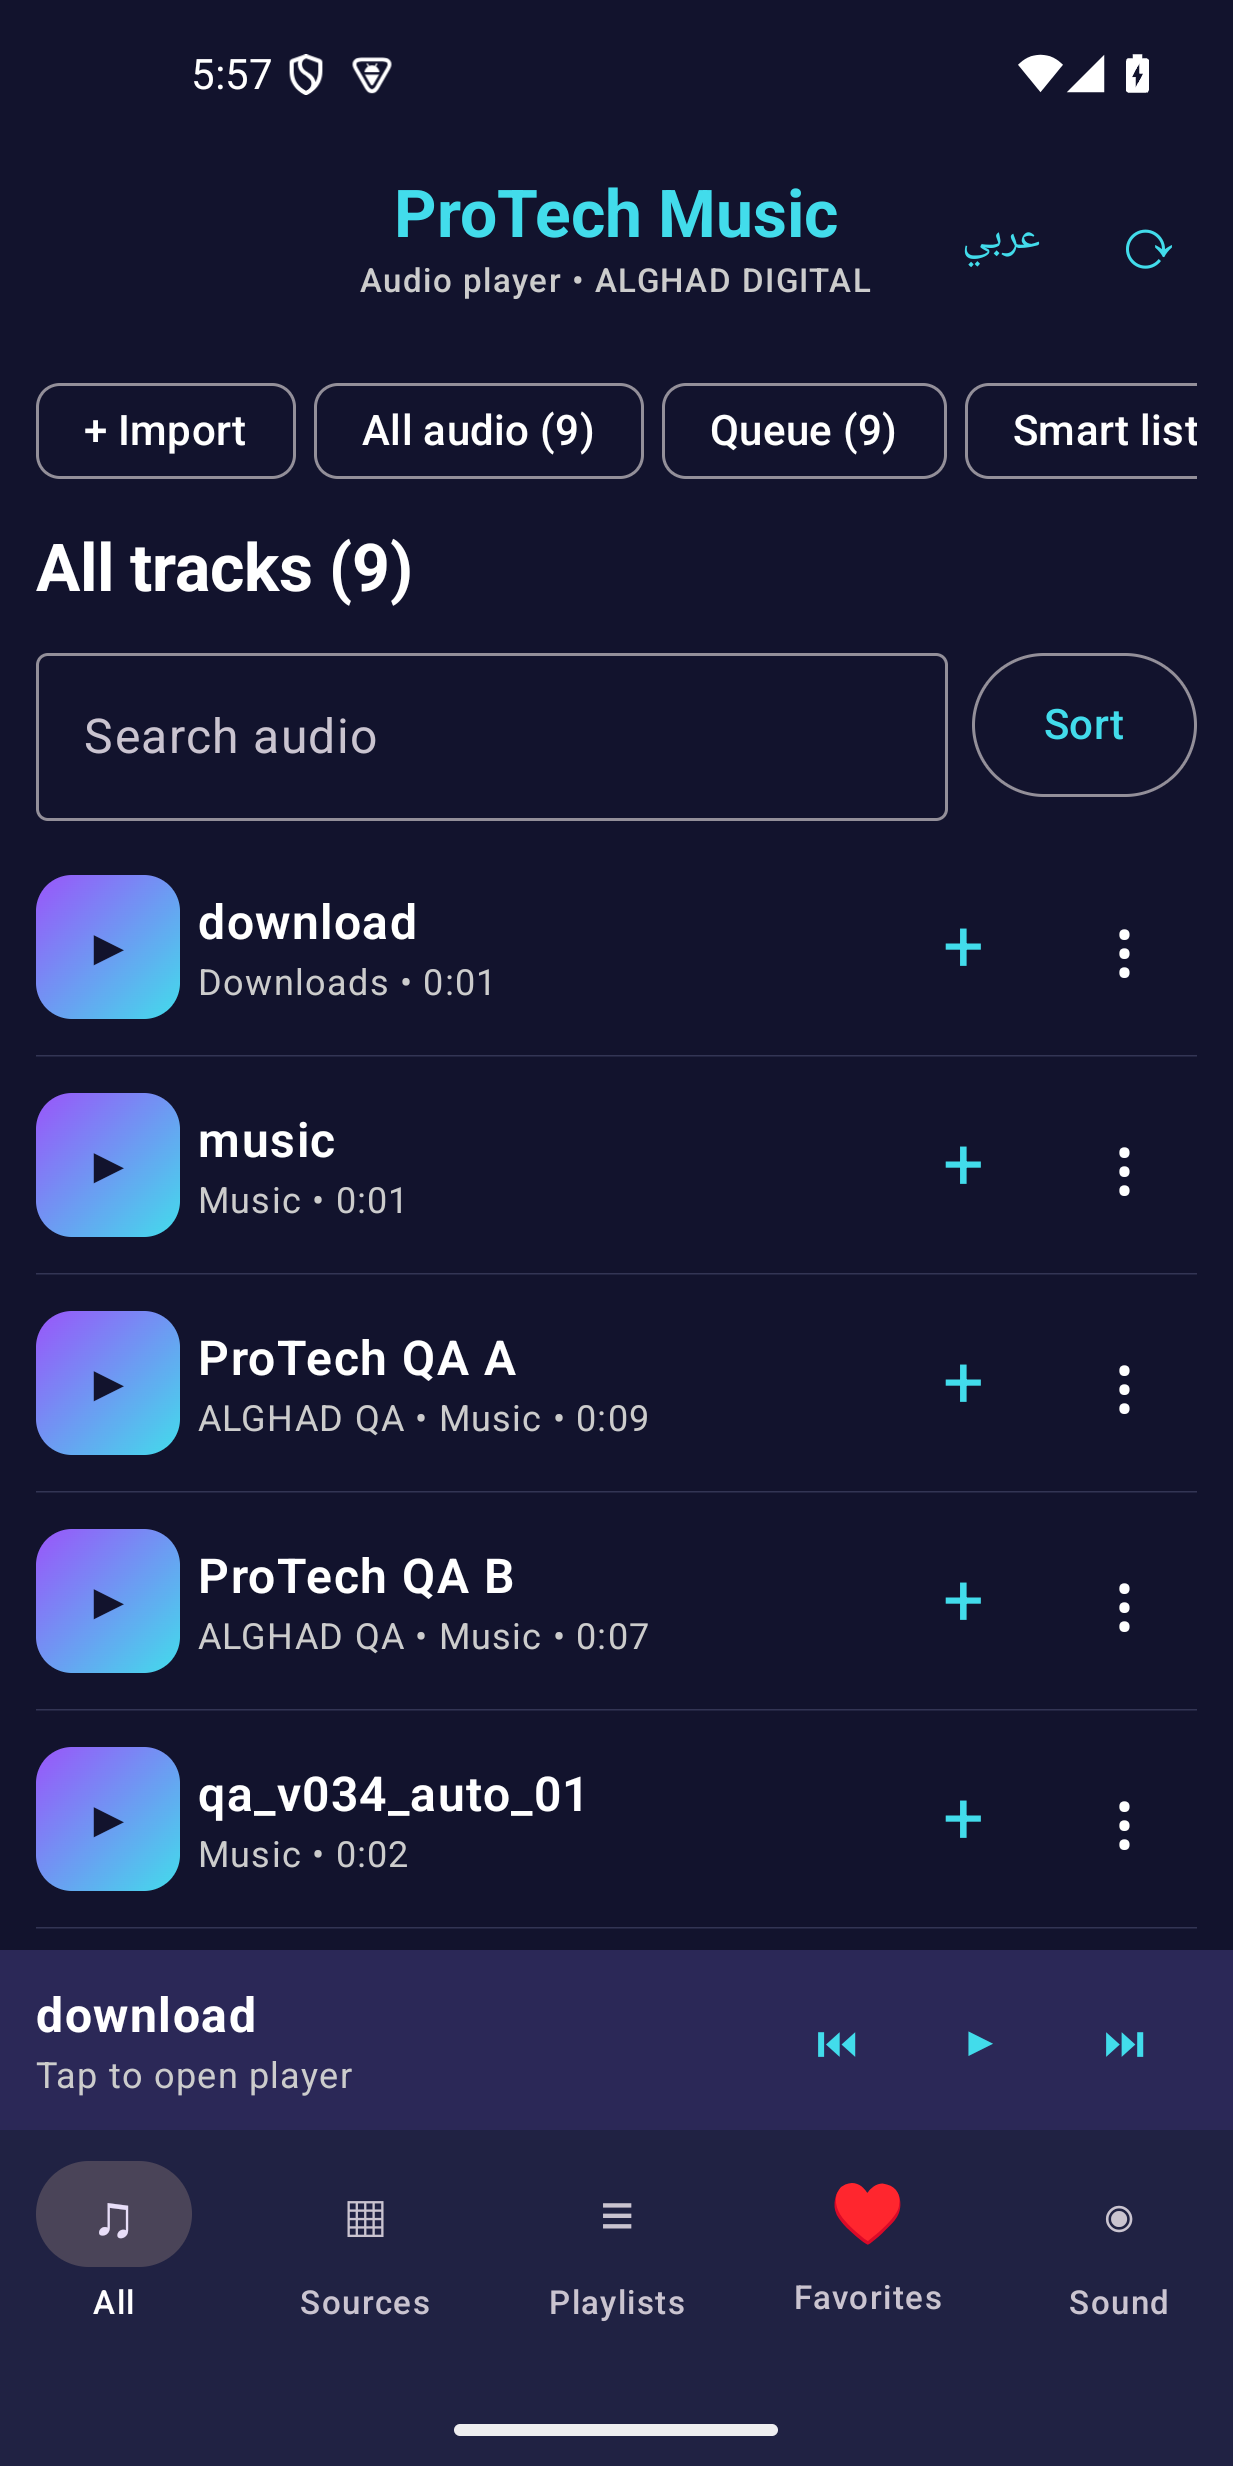 5:57
ProTech Music
Audio player • ALGHAD DIGITAL
عربي
+ Import
All audio (9)
Queue (9)
Smart list
All tracks (9)
Search audio
Sort
download
Downloads • 0:01
music
Music • 0:01
ProTech QA A
ALGHAD QA • Music • 0:09
ProTech QA B
ALGHAD QA • Music • 0:07
qa_v034_auto_01
Music • 0:02
download
Tap to open player
All
Sources
Playlists
Favorites
Sound